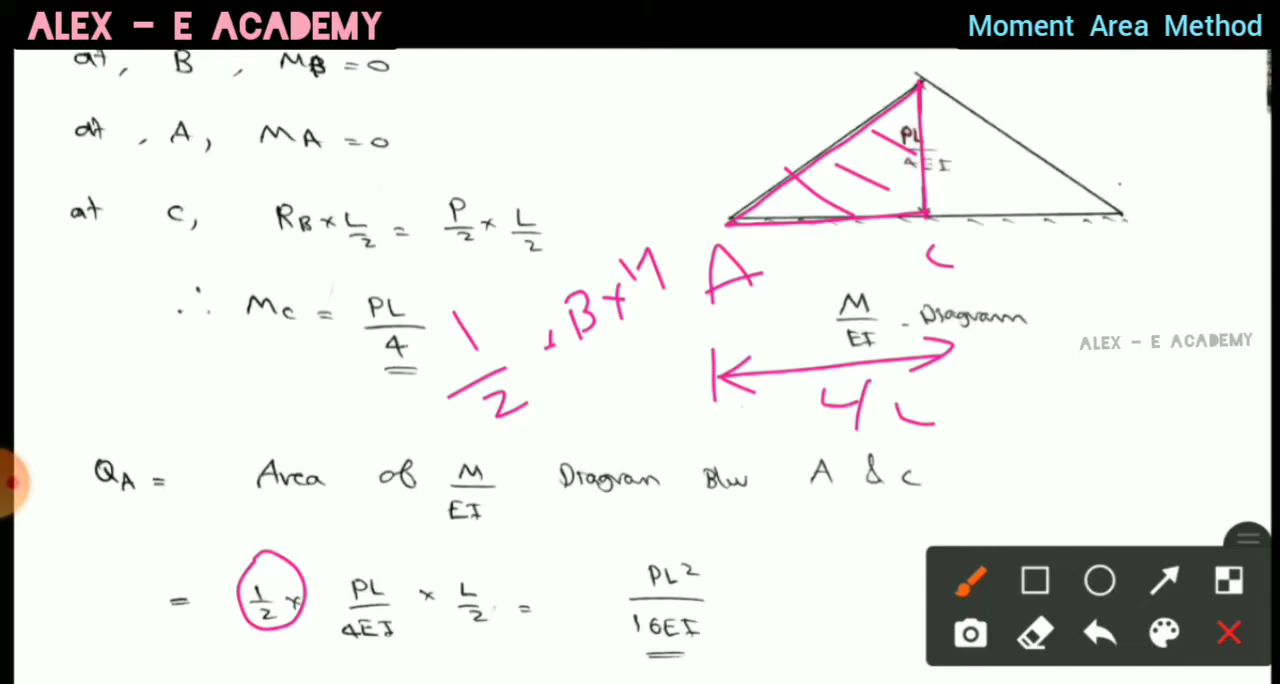 ALEX - E ACADEMY
Moment Area Method
at, B, MB = 0
at, A, MA = 0
at C, RB × L/2 = P/2 × L/2
∴ Mc = PL/4
1/2 × B × H
PL/4EI
A
C
M/EI - Diagram
ALEX - E ACADEMY
QA = Area of M/EI Diagram Blw A & C
= 1/2 × PL/4EI × L/2 = PL²/16EI